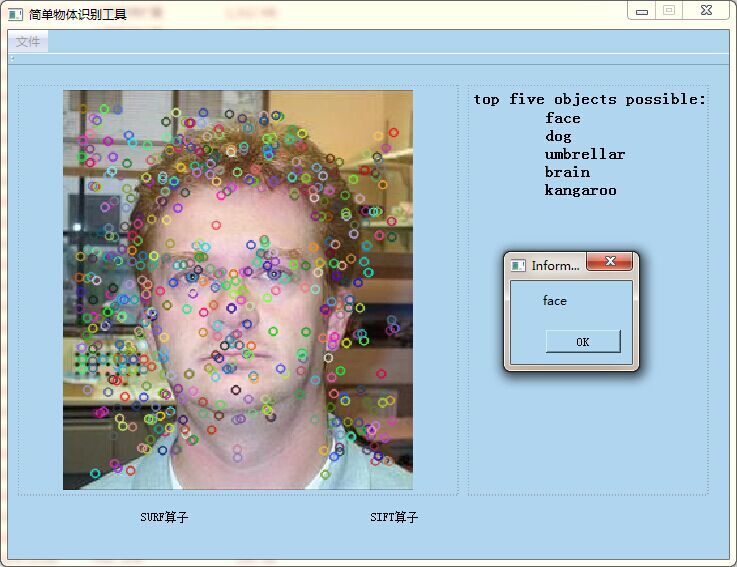 简单物体识别工具
文件
top five objects possible:
face
dog
umbrellar
brain
kangaroo
Inform...
face
OK
SURF算子
SIFT算子